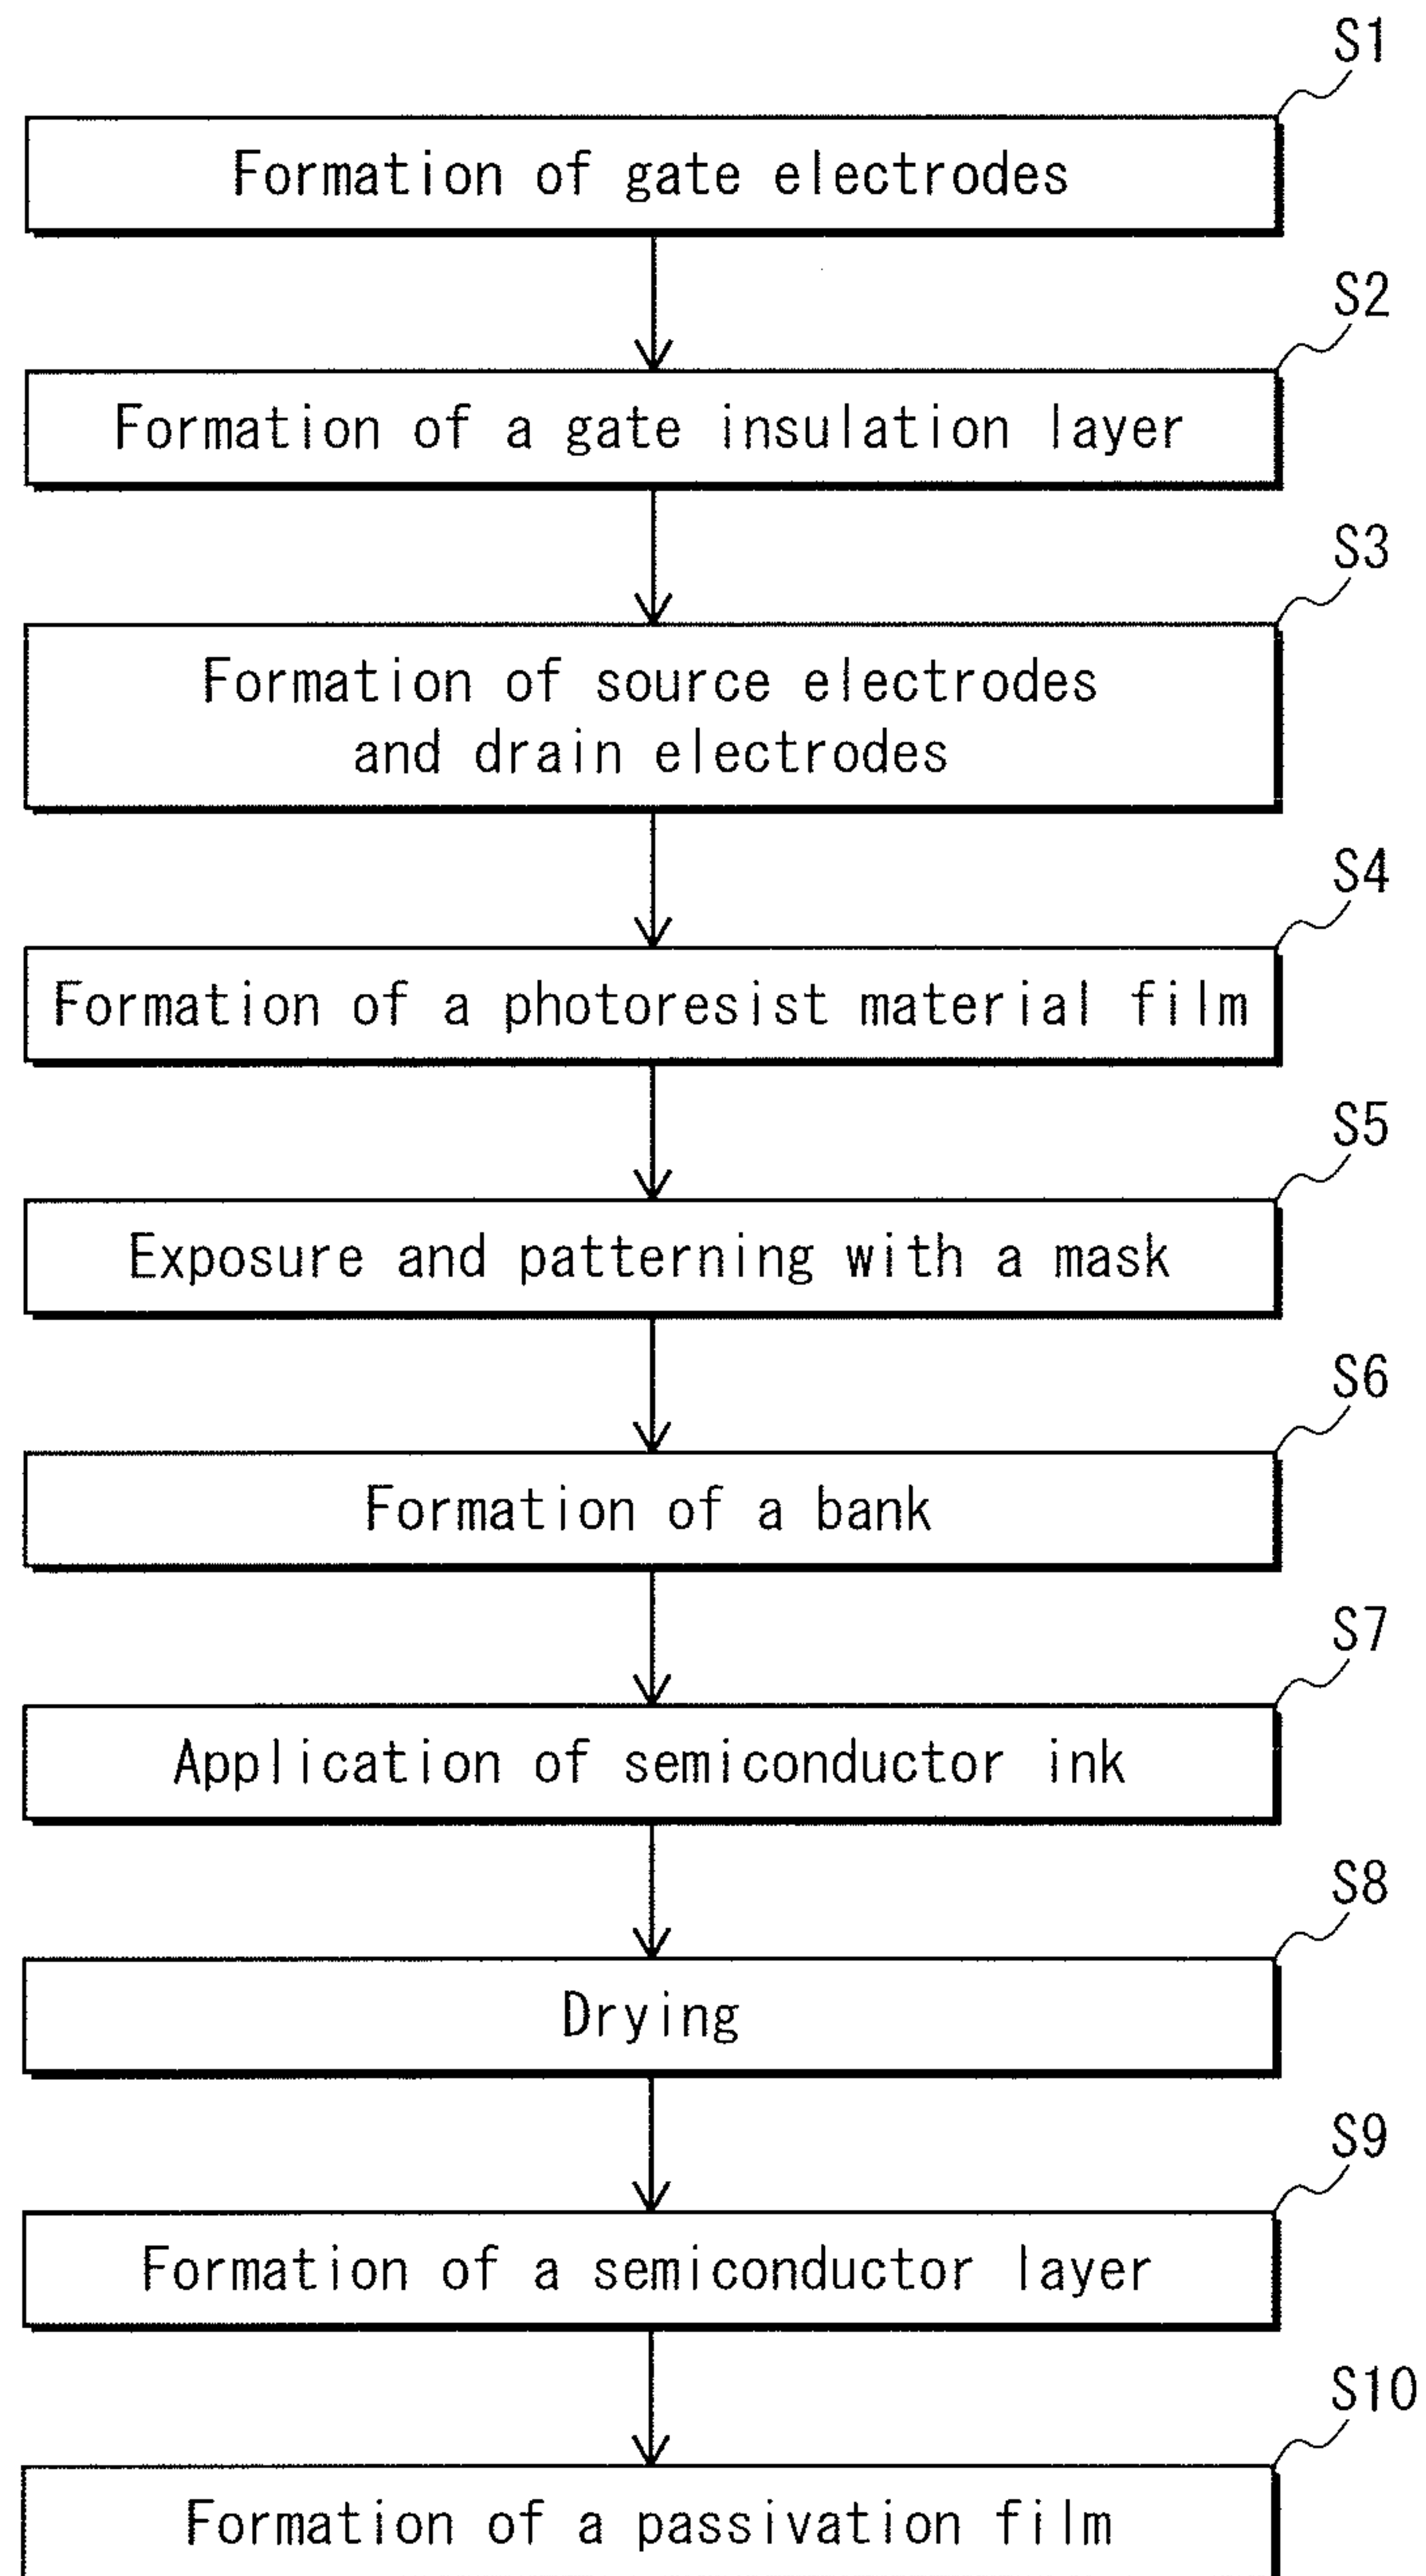 S1
Formation of gate electrodes
S2
Formation of a gate insulation layer
S3
Formation of source electrodes
and drain electrodes
S4
Formation of a photoresist material film
S5
Exposure and patterning with a mask
S6
Formation of a bank
S7
Application of semiconductor ink
S8
Drying
S9
Formation of a semiconductor layer
S10
Formation of a passivation film